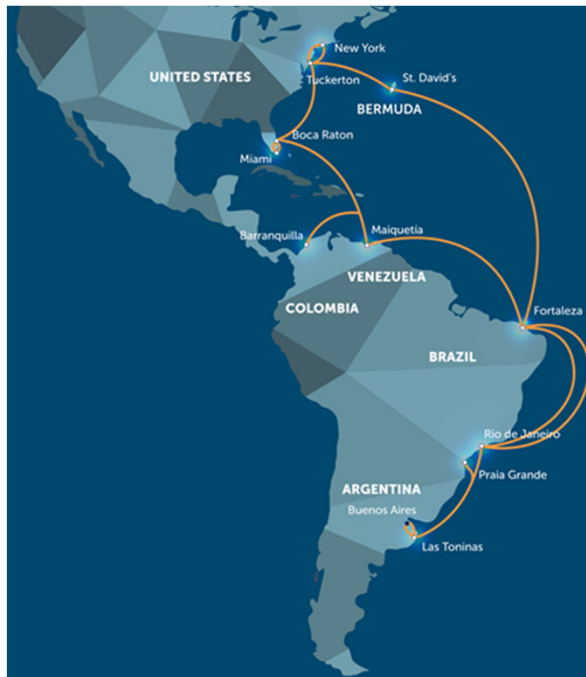 New York
UNITED STATES
Tuckerton
St. David's
BERMUDA
Boca Raton
Miami
Barranquilla
Maiquetía
VENEZUELA
COLOMBIA
Fortaleza
BRAZIL
Rio de Janeiro
Praia Grande
ARGENTINA
Buenos Aires
Las Toninas